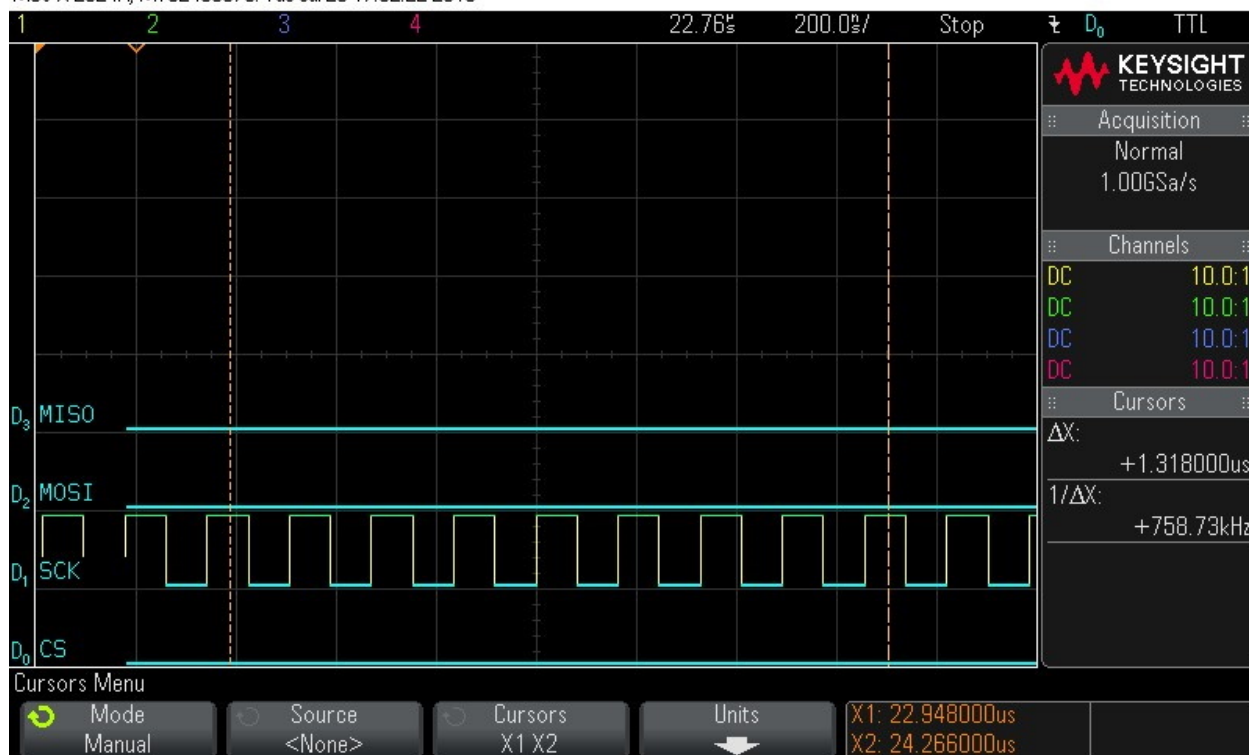 1 2 3 4 22.76us 200.0ns/ Stop D0 TTL
KEYSIGHT
TECHNOLOGIES
Acquisition
Normal
1.00GSa/s
Channels
DC 10.0:1
DC 10.0:1
DC 10.0:1
DC 10.0:1
Cursors
ΔX:
+1.318000us
1/ΔX:
+758.73kHz
D3 MISO
D2 MOSI
D1 SCK
D0 CS
Cursors Menu
Mode
Manual
Source
<None>
Cursors
X1 X2
Units
X1: 22.948000us
X2: 24.266000us